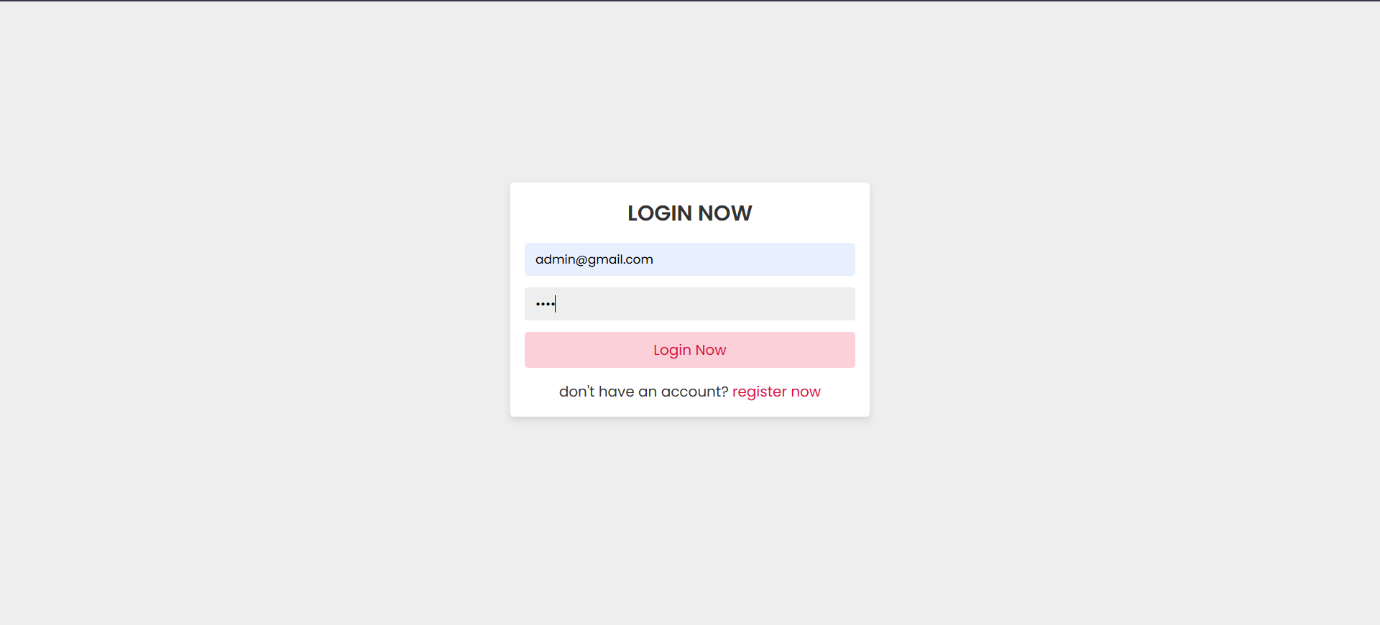 LOGIN NOW
admin@gmail.com
••••
Login Now
don't have an account? register now